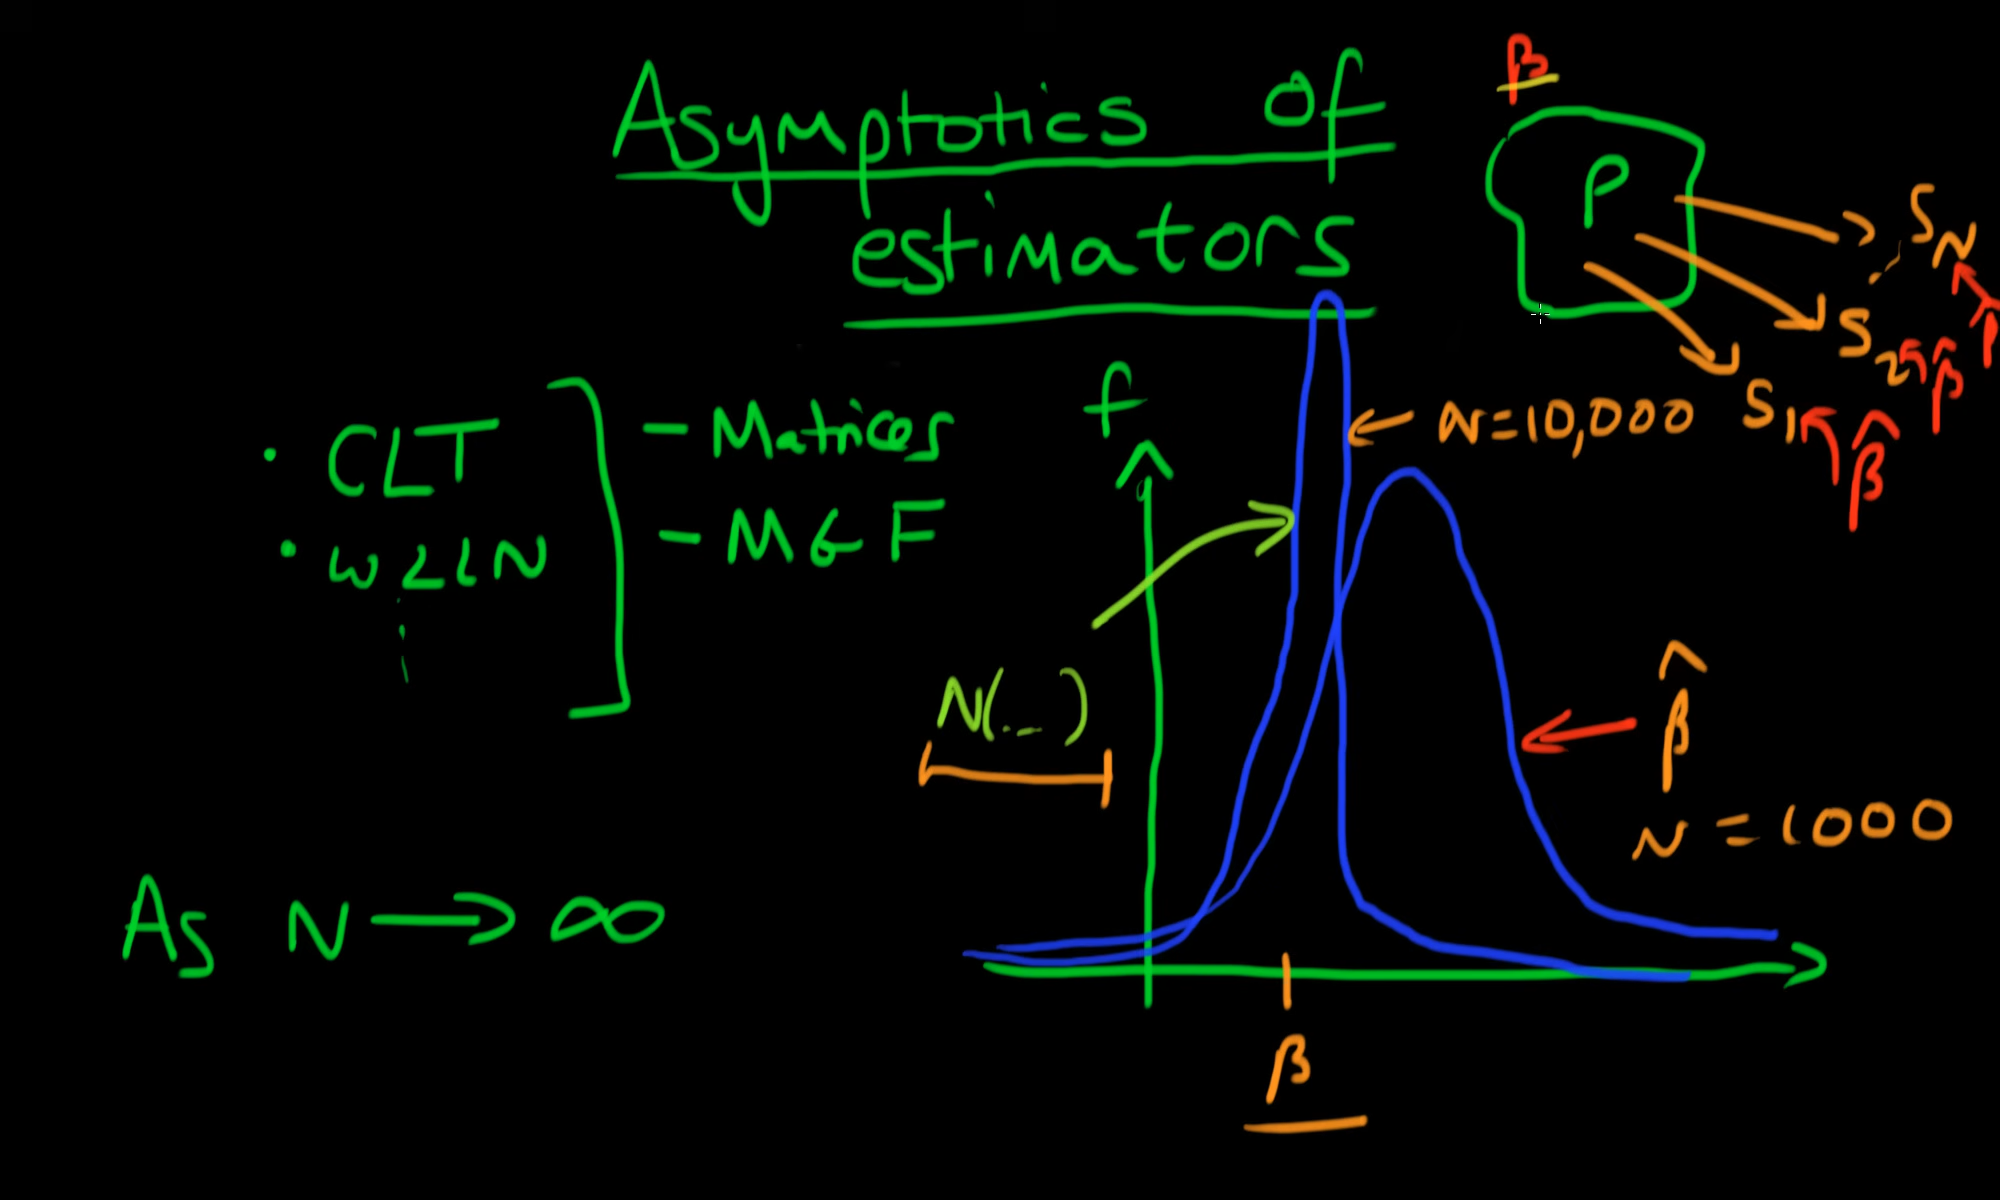 Asymptotics of
estimators
β
P
S_N
S_2
β̂
S_1
β̂
f
N=10,000
· CLT
· WLLN
- Matrices
- MGF
N(.._)
β̂
N=1000
As N → ∞
β